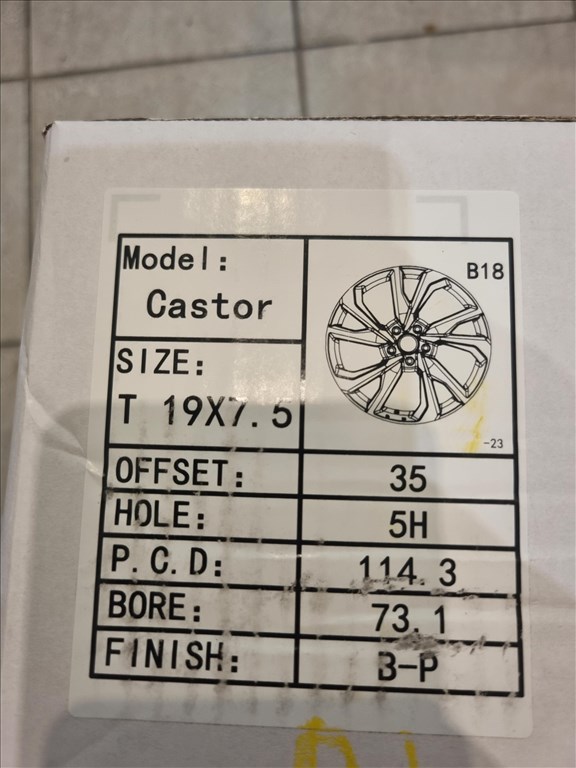 Model:
Castor
B18
SIZE:
T 19X7.5
-23
OFFSET: 35
HOLE: 5H
P.C.D: 114.3
BORE: 73.1
FINISH: B-P